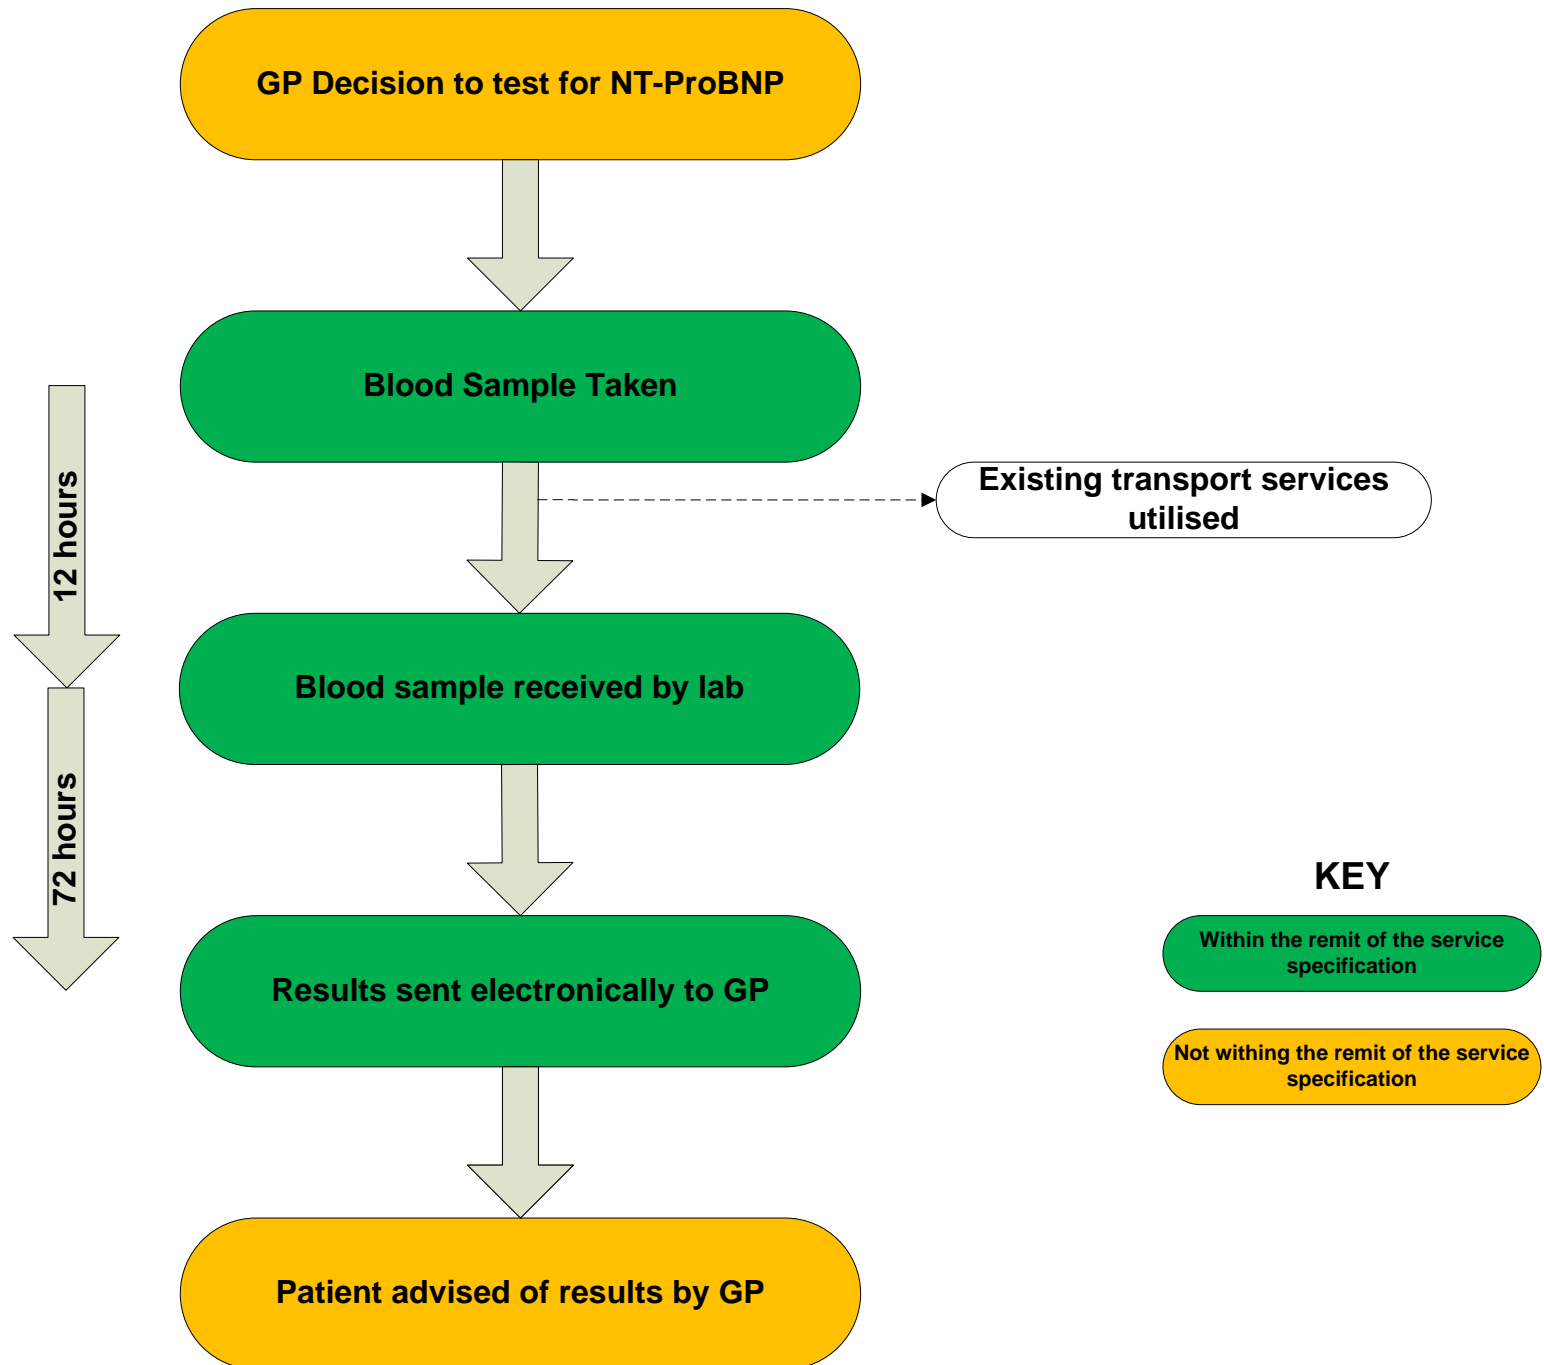 GP Decision to test for NT-ProBNP
Blood Sample Taken
12 hours
Existing transport services
utilised
Blood sample received by lab
72 hours
Results sent electronically to GP
Patient advised of results by GP
KEY
Within the remit of the service
specification
Not withing the remit of the service
specification